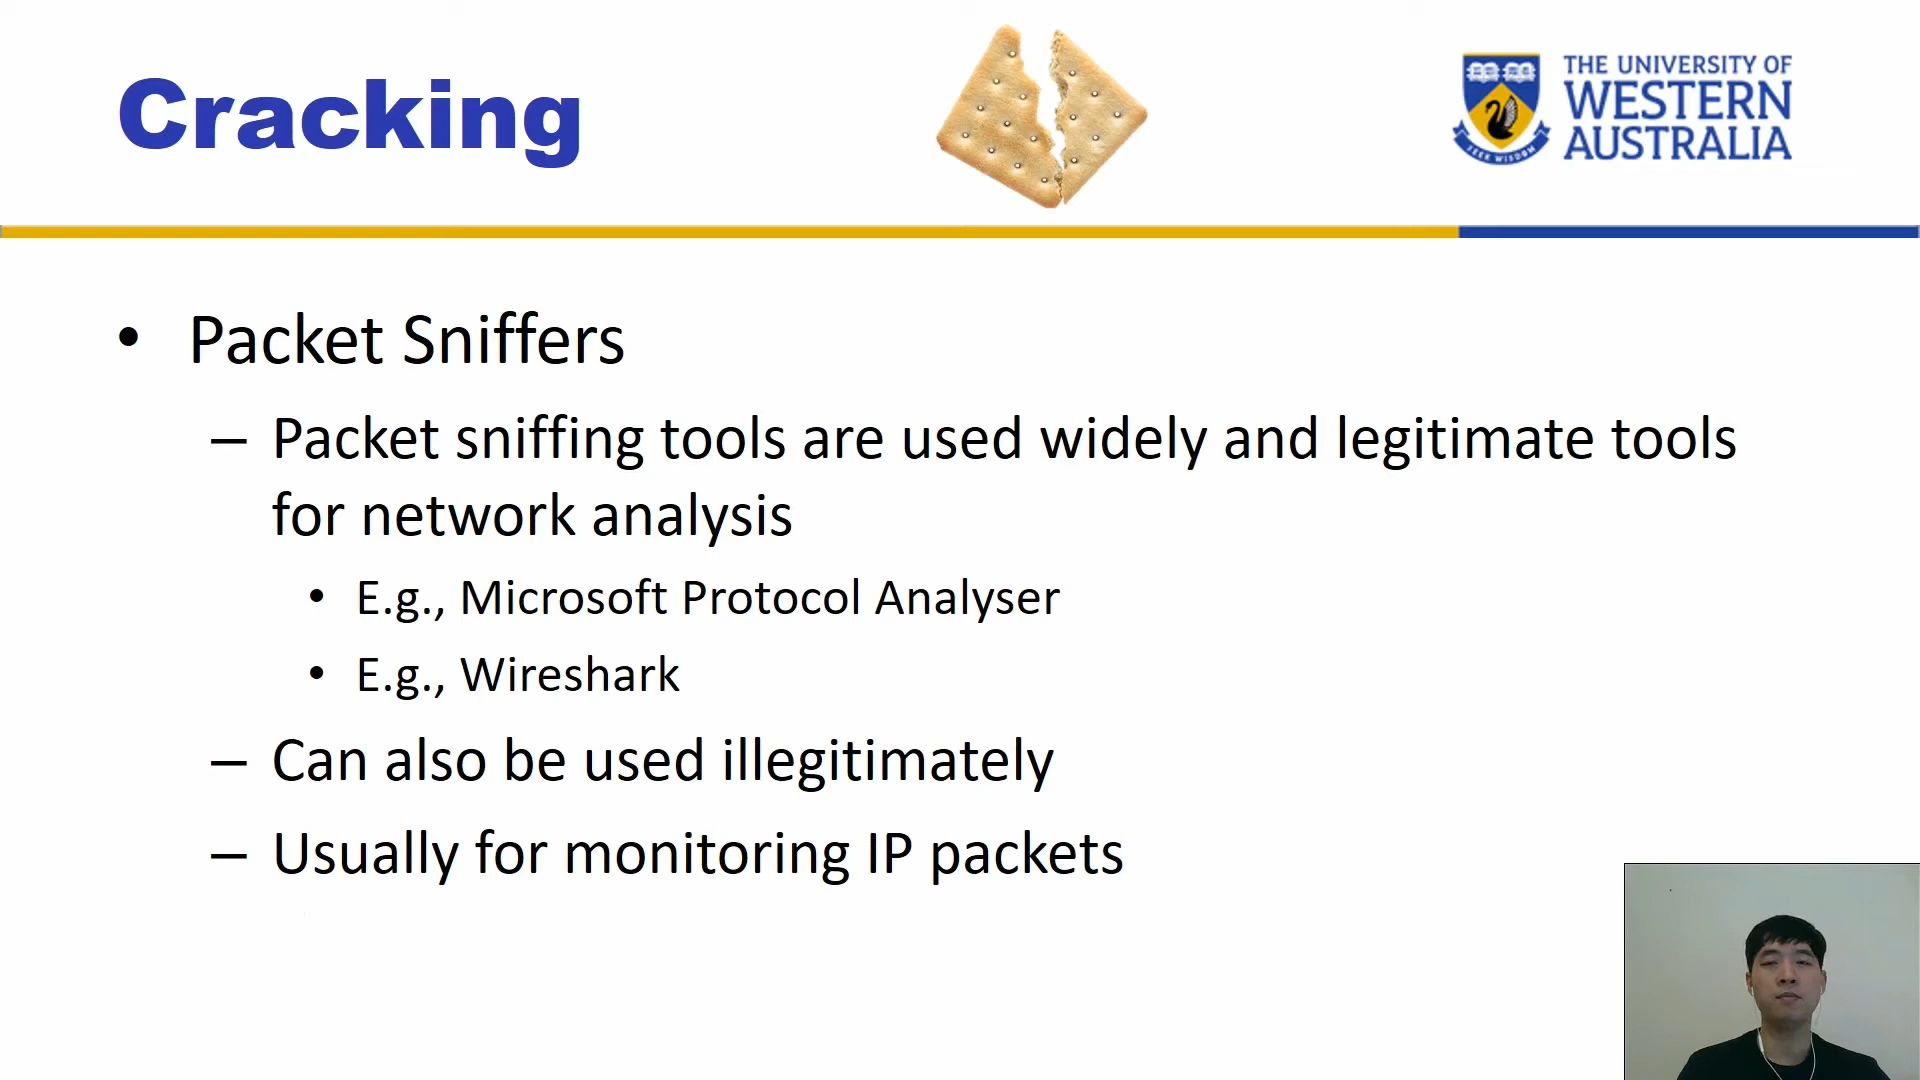 Cracking
THE UNIVERSITY OF
WESTERN
AUSTRALIA
SEEK WISDOM
• Packet Sniffers
– Packet sniffing tools are used widely and legitimate tools
for network analysis
• E.g., Microsoft Protocol Analyser
• E.g., Wireshark
– Can also be used illegitimately
– Usually for monitoring IP packets